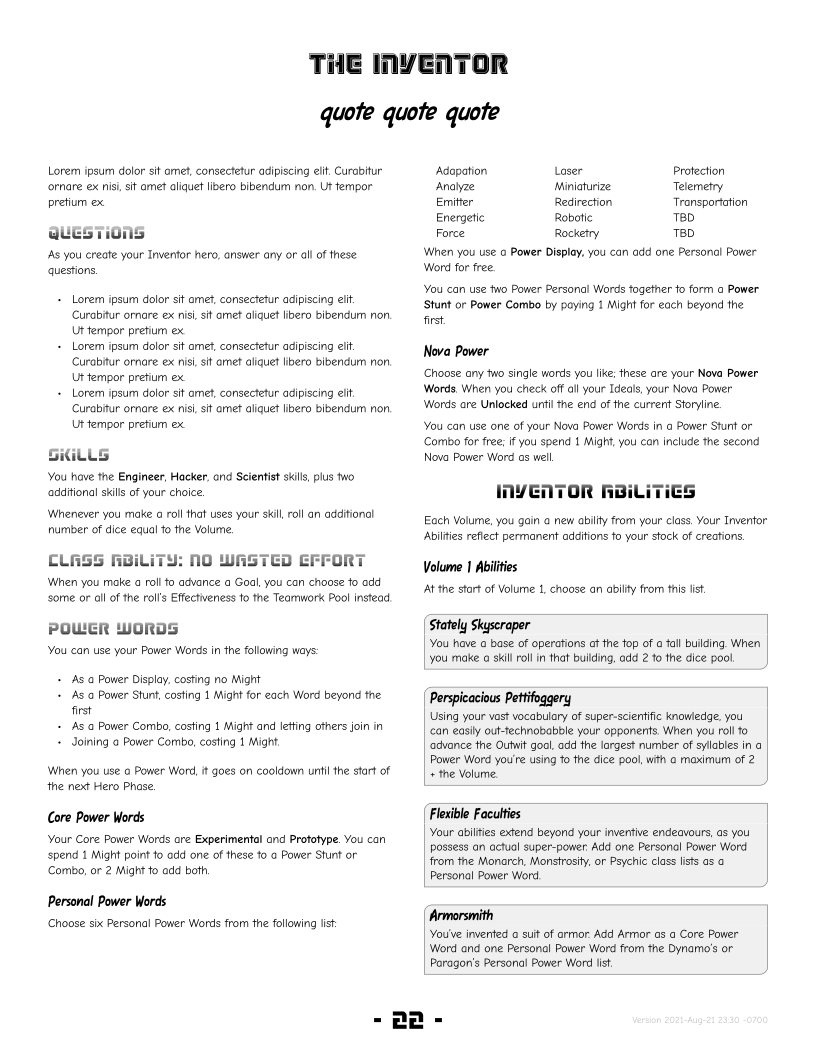 THE INVENTOR
quote quote quote
Lorem ipsum dolor sit amet, consectetur adipiscing elit. Curabitur
ornare ex nisi, sit amet aliquet libero bibendum non. Ut tempor
pretium ex.
QUESTIONS
As you create your Inventor hero, answer any or all of these
questions.
• Lorem ipsum dolor sit amet, consectetur adipiscing elit.
Curabitur ornare ex nisi, sit amet aliquet libero bibendum non.
Ut tempor pretium ex.
• Lorem ipsum dolor sit amet, consectetur adipiscing elit.
Curabitur ornare ex nisi, sit amet aliquet libero bibendum non.
Ut tempor pretium ex.
• Lorem ipsum dolor sit amet, consectetur adipiscing elit.
Curabitur ornare ex nisi, sit amet aliquet libero bibendum non.
Ut tempor pretium ex.
SKILLS
You have the Engineer, Hacker, and Scientist skills, plus two
additional skills of your choice.
Whenever you make a roll that uses your skill, roll an additional
number of dice equal to the Volume.
CLASS ABILITY: NO WASTED EFFORT
When you make a roll to advance a Goal, you can choose to add
some or all of the roll's Effectiveness to the Teamwork Pool instead.
POWER WORDS
You can use your Power Words in the following ways:
• As a Power Display, costing no Might
• As a Power Stunt, costing 1 Might for each Word beyond the
first
• As a Power Combo, costing 1 Might and letting others join in
• Joining a Power Combo, costing 1 Might.
When you use a Power Word, it goes on cooldown until the start of
the next Hero Phase.
Core Power Words
Your Core Power Words are Experimental and Prototype. You can
spend 1 Might point to add one of these to a Power Stunt or
Combo, or 2 Might to add both.
Personal Power Words
Choose six Personal Power Words from the following list:
Adapation Laser Protection
Analyze Miniaturize Telemetry
Emitter Redirection Transportation
Energetic Robotic TBD
Force Rocketry TBD
When you use a Power Display, you can add one Personal Power
Word for free.
You can use two Power Personal Words together to form a Power
Stunt or Power Combo by paying 1 Might for each beyond the
first.
Nova Power
Choose any two single words you like; these are your Nova Power
Words. When you check off all your Ideals, your Nova Power
Words are Unlocked until the end of the current Storyline.
You can use one of your Nova Power Words in a Power Stunt or
Combo for free; if you spend 1 Might, you can include the second
Nova Power Word as well.
INVENTOR ABILITIES
Each Volume, you gain a new ability from your class. Your Inventor
Abilities reflect permanent additions to your stock of creations.
Volume 1 Abilities
At the start of Volume 1, choose an ability from this list.
Stately Skyscraper
You have a base of operations at the top of a tall building. When
you make a skill roll in that building, add 2 to the dice pool.
Perspicacious Pettifoggery
Using your vast vocabulary of super-scientific knowledge, you
can easily out-technobabble your opponents. When you roll to
advance the Outwit goal, add the largest number of syllables in a
Power Word you're using to the dice pool, with a maximum of 2
+ the Volume.
Flexible Faculties
Your abilities extend beyond your inventive endeavours, as you
possess an actual super-power. Add one Personal Power Word
from the Monarch, Monstrosity, or Psychic class lists as a
Personal Power Word.
Armorsmith
You've invented a suit of armor. Add Armor as a Core Power
Word and one Personal Power Word from the Dynamo's or
Paragon's Personal Power Word list.
- 22 -
Version 2021-Aug-21 23:30 -0700